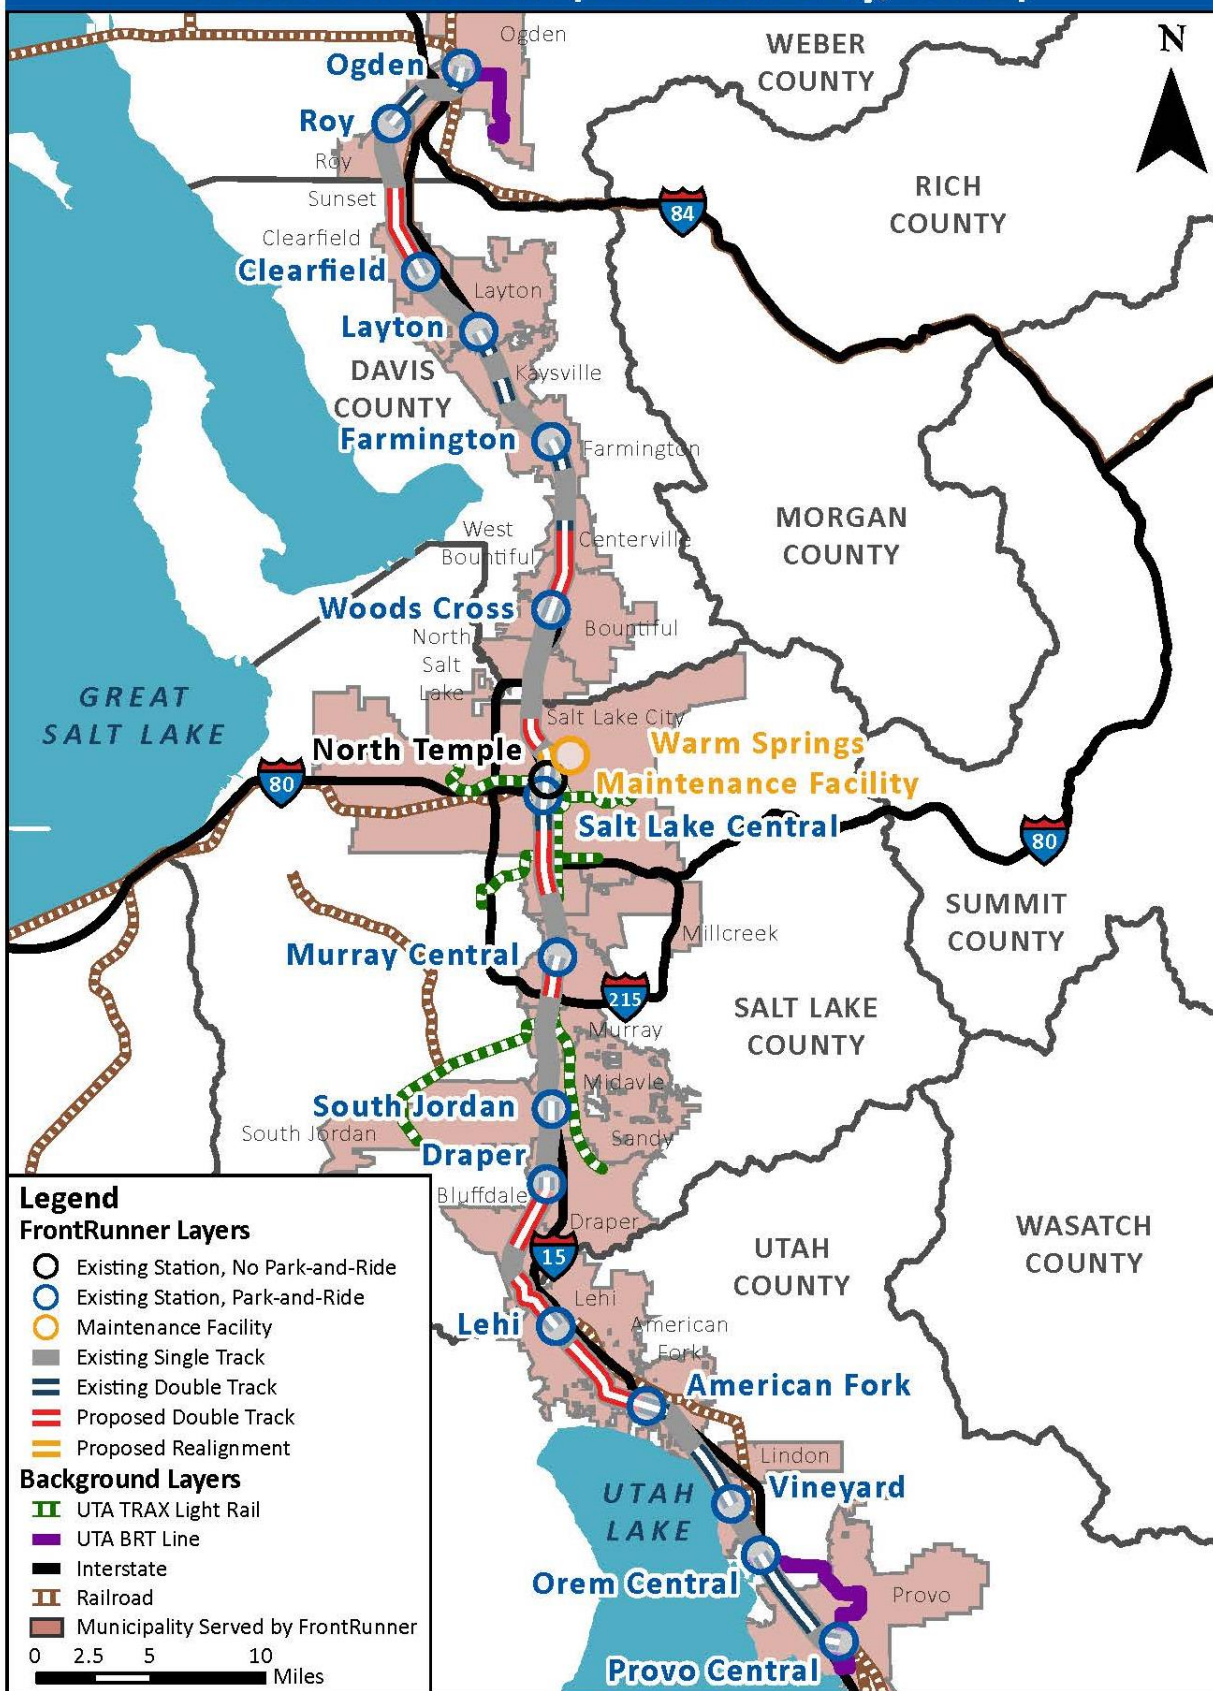 N
Ogden
WEBER
COUNTY
Ogden
Roy
Roy
Sunset
RICH
COUNTY
84
Clearfield
Clearfield
Layton
Layton
DAVIS
COUNTY
Kaysville
Farmington
Farmington
MORGAN
COUNTY
West
Bountiful
Centerville
Woods Cross
Bountiful
North
Salt
Lake
GREAT
SALT LAKE
Salt Lake City
North Temple
Warm Springs
Maintenance Facility
80
Salt Lake Central
80
SUMMIT
COUNTY
Millcreek
Murray Central
215
SALT LAKE
COUNTY
Murray
Midavle
South Jordan
South Jordan
Sandy
Draper
Bluffdale
Draper
15
UTAH
COUNTY
WASATCH
COUNTY
Lehi
Lehi
American
Fork
American Fork
Lindon
Vineyard
UTAH
LAKE
Orem Central
Provo
Provo Central
Legend
FrontRunner Layers
Existing Station, No Park-and-Ride
Existing Station, Park-and-Ride
Maintenance Facility
Existing Single Track
Existing Double Track
Proposed Double Track
Proposed Realignment
Background Layers
UTA TRAX Light Rail
UTA BRT Line
Interstate
Railroad
Municipality Served by FrontRunner
0 2.5 5 10
Miles